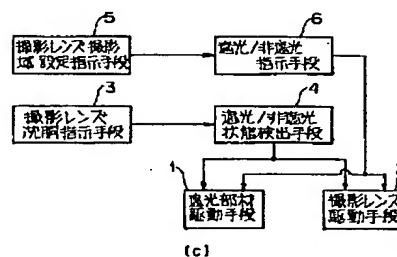 5
撮影レンズ撮影
域設定指示手段
6
遮光/非遮光
指示手段
3
撮影レンズ
沈胴指示手段
4
遮光/非遮光
状態検出手段
1
遮光部材
駆動手段
撮影レンズ
駆動手段
(c)